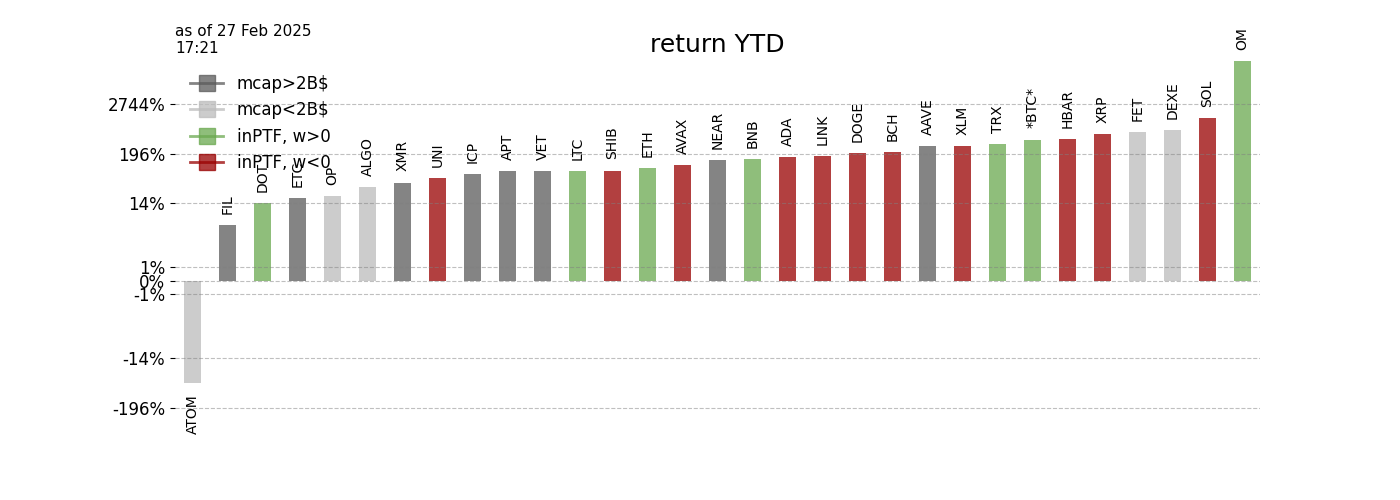 as of 27 Feb 2025
17:21
return YTD
mcap>2B$
mcap<2B$
inPTF, w>0
inPTF, w<0
2744%
196%
14%
1%
0%
-1%
-14%
-196%
ATOM
FIL
DOT
ETC
OP
ALGO
XMR
UNI
ICP
APT
VET
LTC
SHIB
ETH
AVAX
NEAR
BNB
ADA
LINK
DOGE
BCH
AAVE
XLM
TRX
*BTC*
HBAR
XRP
FET
DEXE
SOL
OM